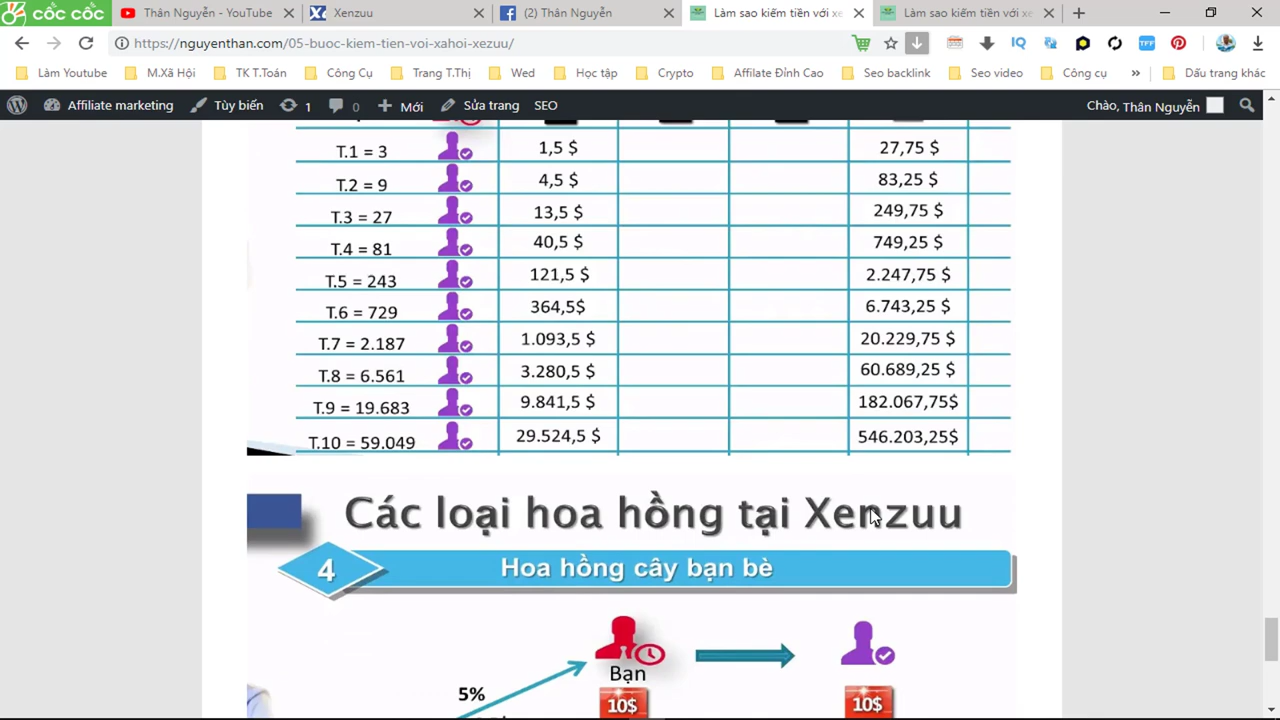 cốc cốc
Thân Nguyễn - YouTube
Xenzuu
(2) Thân Nguyễn
Làm sao kiếm tiền với xe
Làm sao kiếm tiền với xe
https://nguyenthan.com/05-buoc-kiem-tien-voi-xahoi-xezuu/
IQ
TFF
Làm Youtube
M.Xã Hội
TK T.Toán
Công Cụ
Trang T.Thị
Wed
Học tập
Crypto
Affilate Đỉnh Cao
Seo backlink
Seo video
Công cụ
»
Dấu trang khác
Affiliate marketing
Tùy biến
1
0
Mới
Sửa trang
SEO
Chào, Thân Nguyễn
T.1 = 3 1,5 $ 27,75 $
T.2 = 9 4,5 $ 83,25 $
T.3 = 27 13,5 $ 249,75 $
T.4 = 81 40,5 $ 749,25 $
T.5 = 243 121,5 $ 2.247,75 $
T.6 = 729 364,5$ 6.743,25 $
T.7 = 2.187 1.093,5 $ 20.229,75 $
T.8 = 6.561 3.280,5 $ 60.689,25 $
T.9 = 19.683 9.841,5 $ 182.067,75$
T.10 = 59.049 29.524,5 $ 546.203,25$
Các loại hoa hồng tại Xenzuu
4 Hoa hồng cây bạn bè
Bạn
5%
10$ 10$